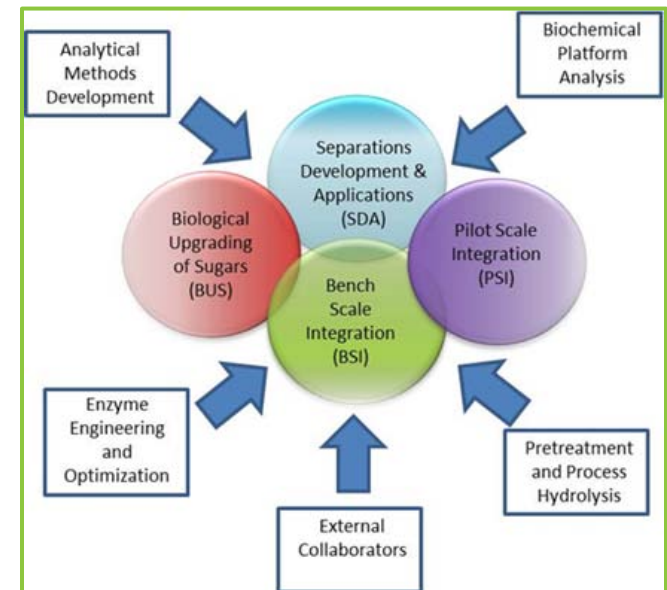 Analytical
Methods
Development
Biochemical
Platform
Analysis
Separations
Development &
Applications
(SDA)
Biological
Upgrading
of Sugars
(BUS)
Pilot Scale
Integration
(PSI)
Bench
Scale
Integration
(BSI)
Enzyme
Engineering
and
Optimization
External
Collaborators
Pretreatment
and Process
Hydrolysis